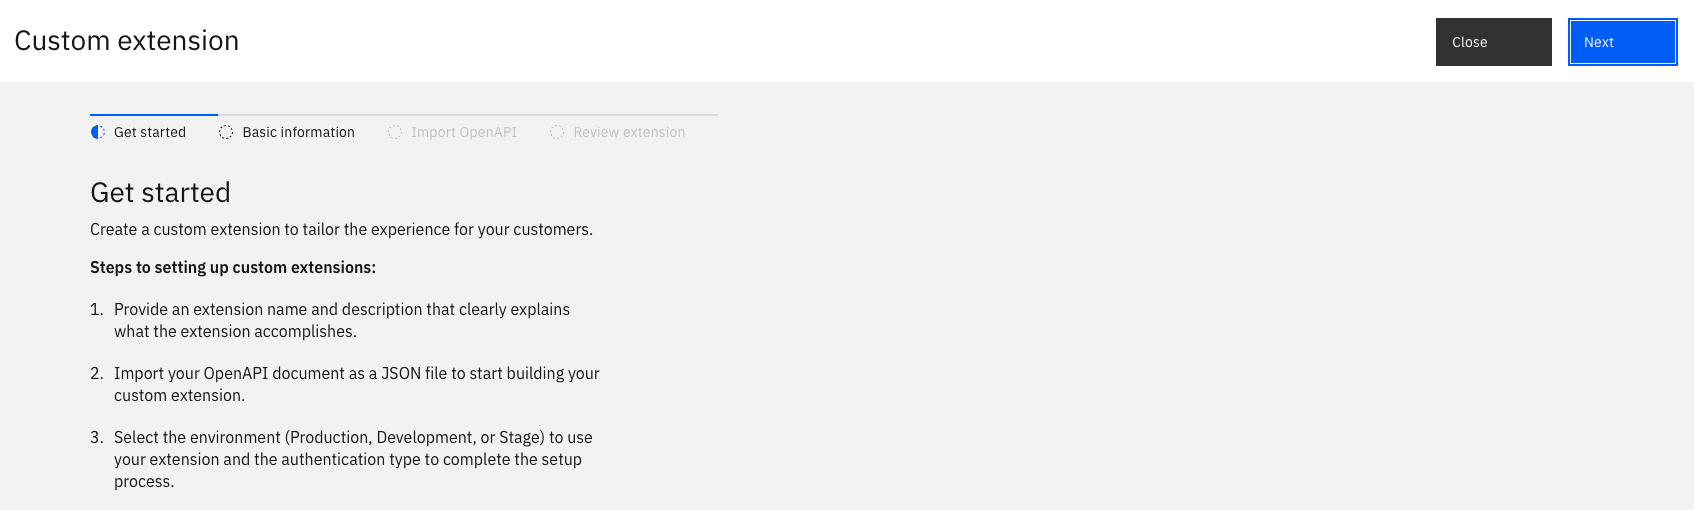 Custom extension
Close
Next
Get started
Basic information
Import OpenAPI
Review extension
Get started
Create a custom extension to tailor the experience for your customers.
Steps to setting up custom extensions:
1. Provide an extension name and description that clearly explains
what the extension accomplishes.
2. Import your OpenAPI document as a JSON file to start building your
custom extension.
3. Select the environment (Production, Development, or Stage) to use
your extension and the authentication type to complete the setup
process.